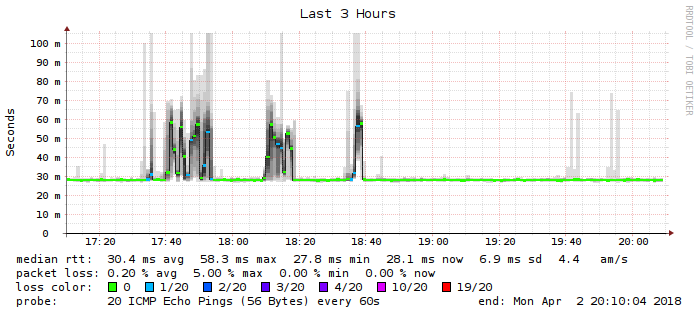 Last 3 Hours
RRDTOOL / TOBI OETIKER
Seconds
100 m
90 m
80 m
70 m
60 m
50 m
40 m
30 m
20 m
10 m
0
17:20 17:40 18:00 18:20 18:40 19:00 19:20 19:40 20:00
median rtt: 30.4 ms avg 58.3 ms max 27.8 ms min 28.1 ms now 6.9 ms sd 4.4 am/s
packet loss: 0.20 % avg 5.00 % max 0.00 % min 0.00 % now
loss color: 0 1/20 2/20 3/20 4/20 10/20 19/20
probe: 20 ICMP Echo Pings (56 Bytes) every 60s end: Mon Apr 2 20:10:04 2018